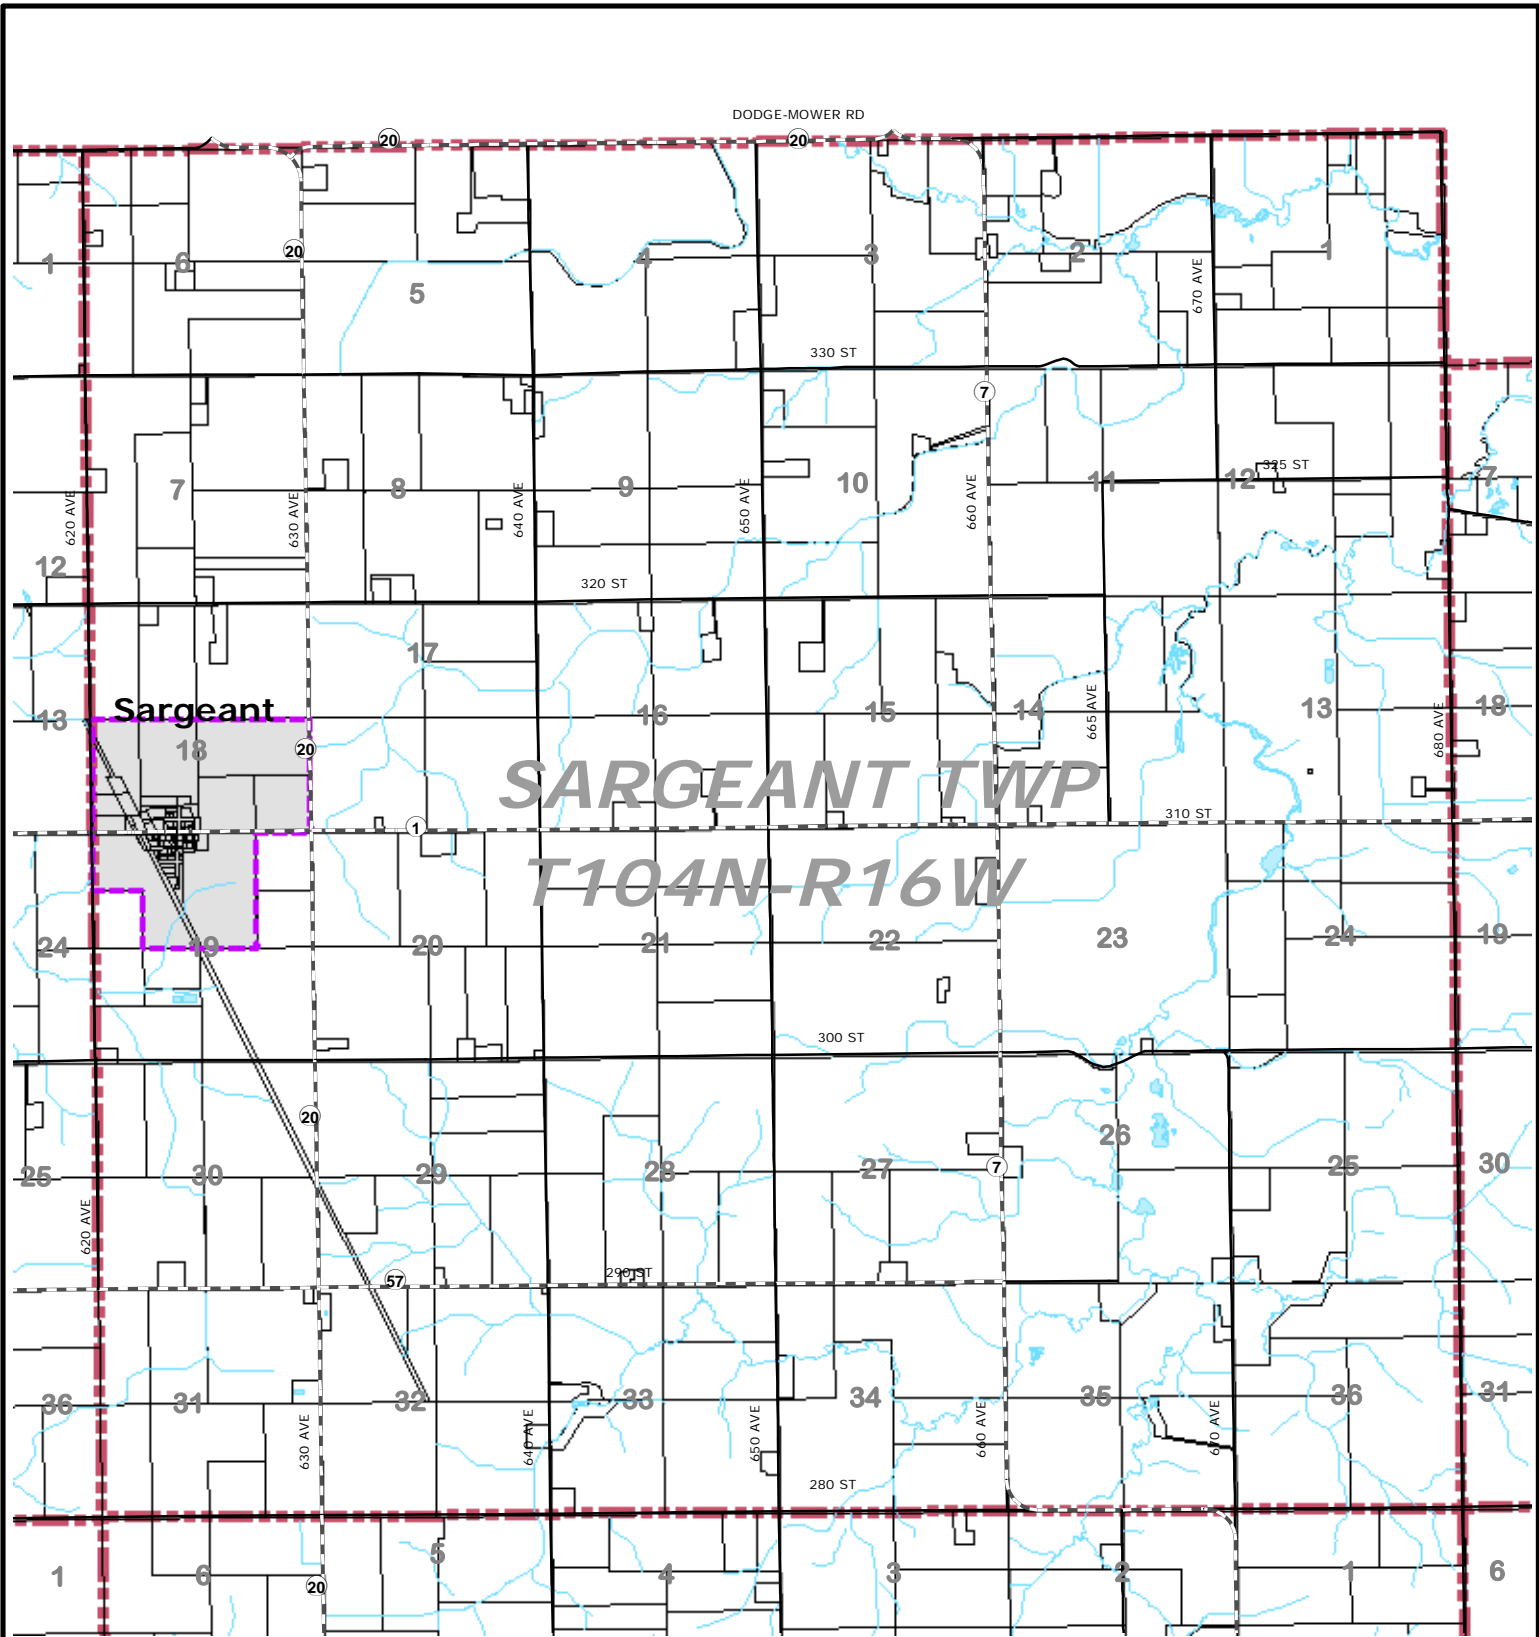 DODGE-MOWER RD
20
20
20
1
6
5
4
3
2
1
670 AVE
330 ST
7
7
8
9
10
11
12
325 ST
7
620 AVE
630 AVE
640 AVE
650 AVE
660 AVE
12
320 ST
17
13
Sargeant
18
16
15
14
665 AVE
13
680 AVE
18
20
SARGEANT TWP
1
310 ST
T104N-R16W
24
19
20
21
22
23
24
19
300 ST
20
26
25
30
29
28
27
7
25
30
620 AVE
57
290 ST
36
31
32
33
34
35
36
31
630 AVE
640 AVE
650 AVE
660 AVE
670 AVE
280 ST
1
6
20
5
4
3
2
1
6